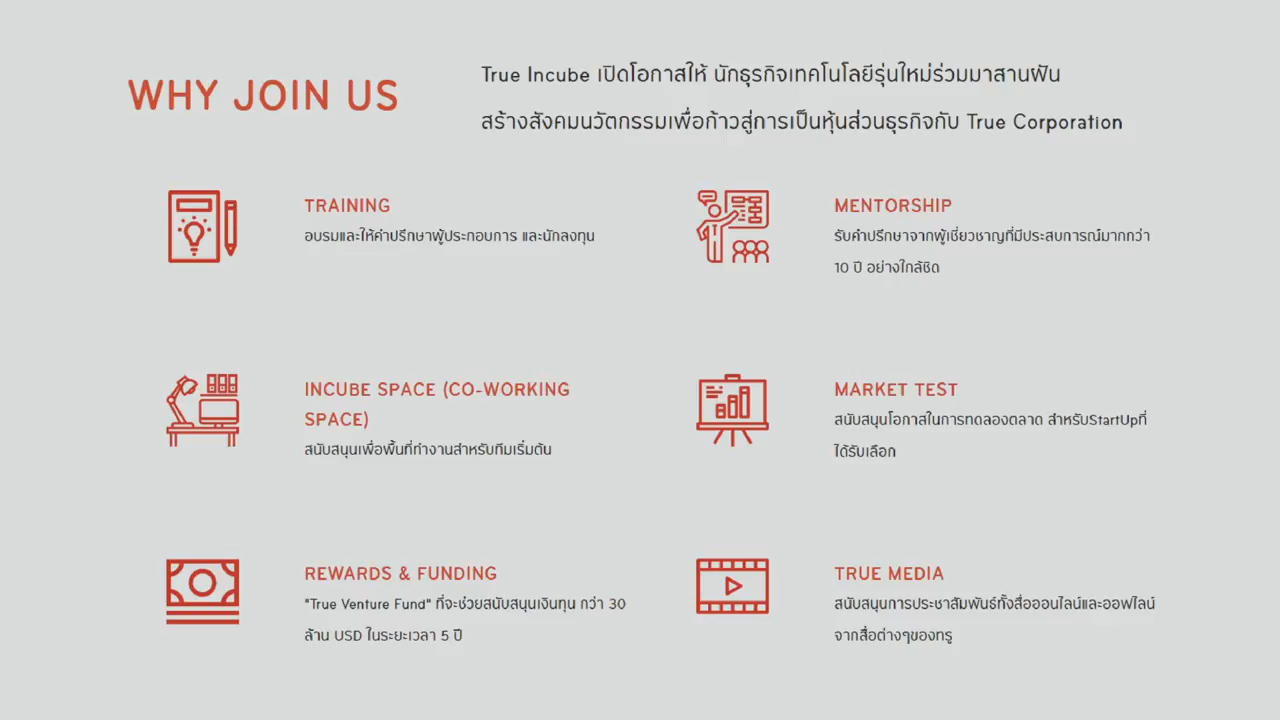 WHY JOIN US
True Incube เปิดโอกาสให้ นักธุรกิจเทคโนโลยีรุ่นใหม่ร่วมมาสานฝัน
สร้างสังคมนวัตกรรมเพื่อก้าวสู่การเป็นหุ้นส่วนธุรกิจกับ True Corporation
TRAINING
อบรมและให้คำปรึกษาผู้ประกอบการ และนักลงทุน
MENTORSHIP
รับคำปรึกษาจากผู้เชี่ยวชาญที่มีประสบการณ์มากกว่า
10 ปี อย่างใกล้ชิด
INCUBE SPACE (CO-WORKING
SPACE)
สนับสนุนเพื่อพื้นที่ทำงานสำหรับทีมเริ่มต้น
MARKET TEST
สนับสนุนโอกาสในการทดลองตลาด สำหรับStartUpที่
ได้รับเลือก
REWARDS & FUNDING
"True Venture Fund" ที่จะช่วยสนับสนุนเงินทุน กว่า 30
ล้าน USD ในระยะเวลา 5 ปี
TRUE MEDIA
สนับสนุนการประชาสัมพันธ์ทั้งสื่อออนไลน์และออฟไลน์
จากสื่อต่างๆของทรู